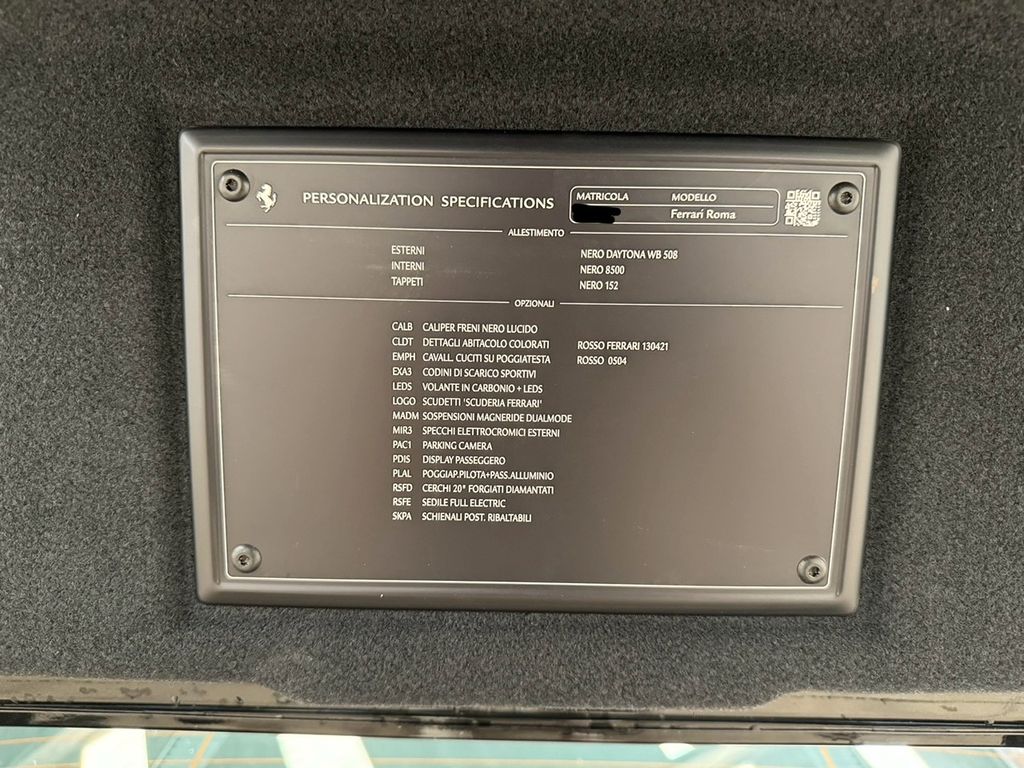 PERSONALIZATION SPECIFICATIONS
MATRICOLA MODELLO
Ferrari Roma
ALLESTIMENTO
ESTERNI NERO DAYTONA WB 508
INTERNI NERO 8500
TAPPETI NERO 152
OPZIONALI
CALB CALIPER FRENI NERO LUCIDO
CLDT DETTAGLI ABITACOLO COLORATI ROSSO FERRARI 130421
EMPH CAVALL. CUCITI SU POGGIATESTA ROSSO 0504
EXA3 CODINI DI SCARICO SPORTIVI
LEDS VOLANTE IN CARBONIO + LEDS
LOGO SCUDETTI 'SCUDERIA FERRARI'
MADM SOSPENSIONI MAGNERIDE DUALMODE
MIR3 SPECCHI ELETTROCROMICI ESTERNI
PAC1 PARKING CAMERA
PDIS DISPLAY PASSEGGERO
PLAL POGGIAP.PILOTA+PASS.ALLUMINIO
RSFD CERCHI 20" FORGIATI DIAMANTATI
RSFE SEDILE FULL ELECTRIC
SKPA SCHIENALI POST. RIBALTABILI